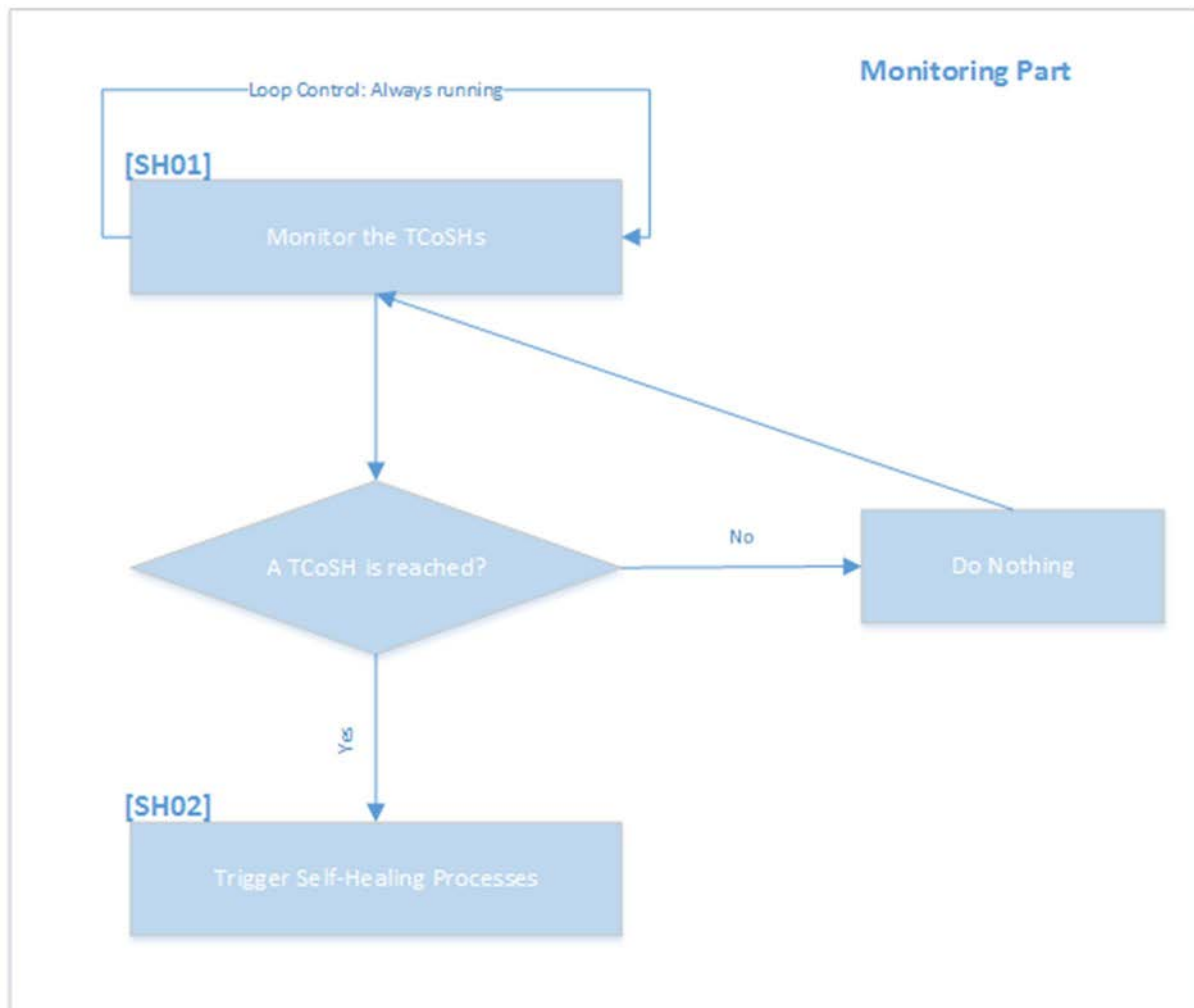 Monitoring Part
Loop Control: Always running
[SH01]
Monitor the TCoSHs
A TCoSH is reached?
No
Do Nothing
Yes
[SH02]
Trigger Self-Healing Processes